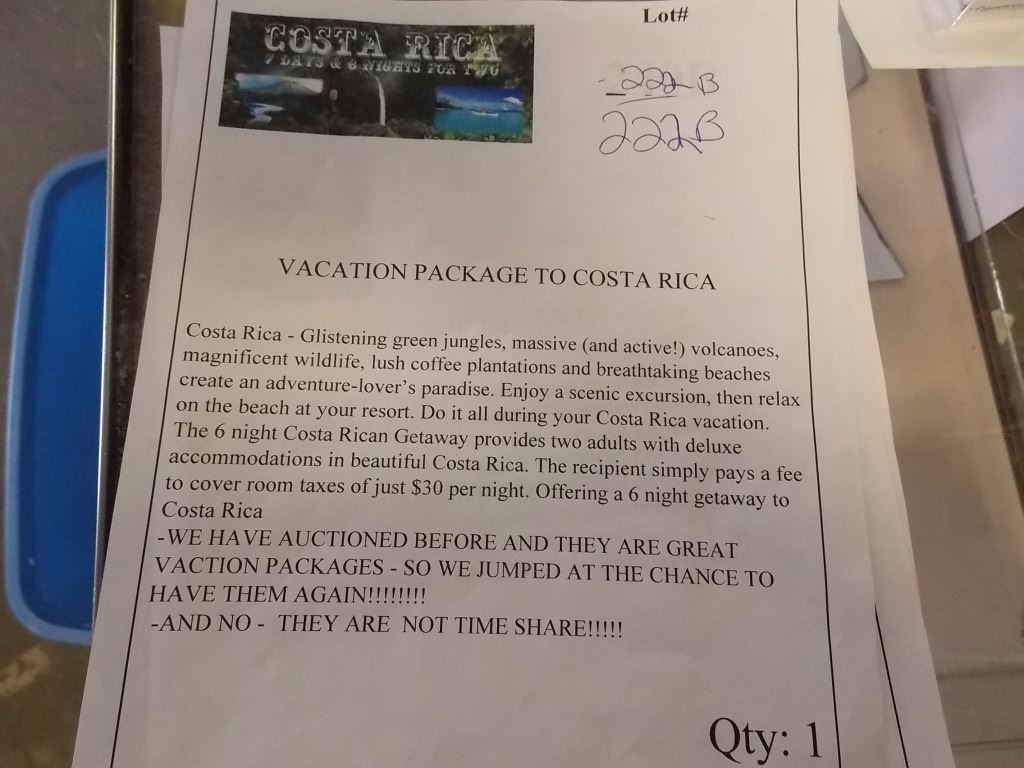 Lot#
COSTA RICA
7 DAYS & 6 NIGHTS FOR TWO
222B
222B
VACATION PACKAGE TO COSTA RICA
Costa Rica - Glistening green jungles, massive (and active!) volcanoes,
magnificent wildlife, lush coffee plantations and breathtaking beaches
create an adventure-lover's paradise. Enjoy a scenic excursion, then relax
on the beach at your resort. Do it all during your Costa Rica vacation.
The 6 night Costa Rican Getaway provides two adults with deluxe
accommodations in beautiful Costa Rica. The recipient simply pays a fee
to cover room taxes of just $30 per night. Offering a 6 night getaway to
Costa Rica
-WE HAVE AUCTIONED BEFORE AND THEY ARE GREAT
VACTION PACKAGES - SO WE JUMPED AT THE CHANCE TO
HAVE THEM AGAIN!!!!!!!!
-AND NO - THEY ARE NOT TIME SHARE!!!!!
Qty: 1